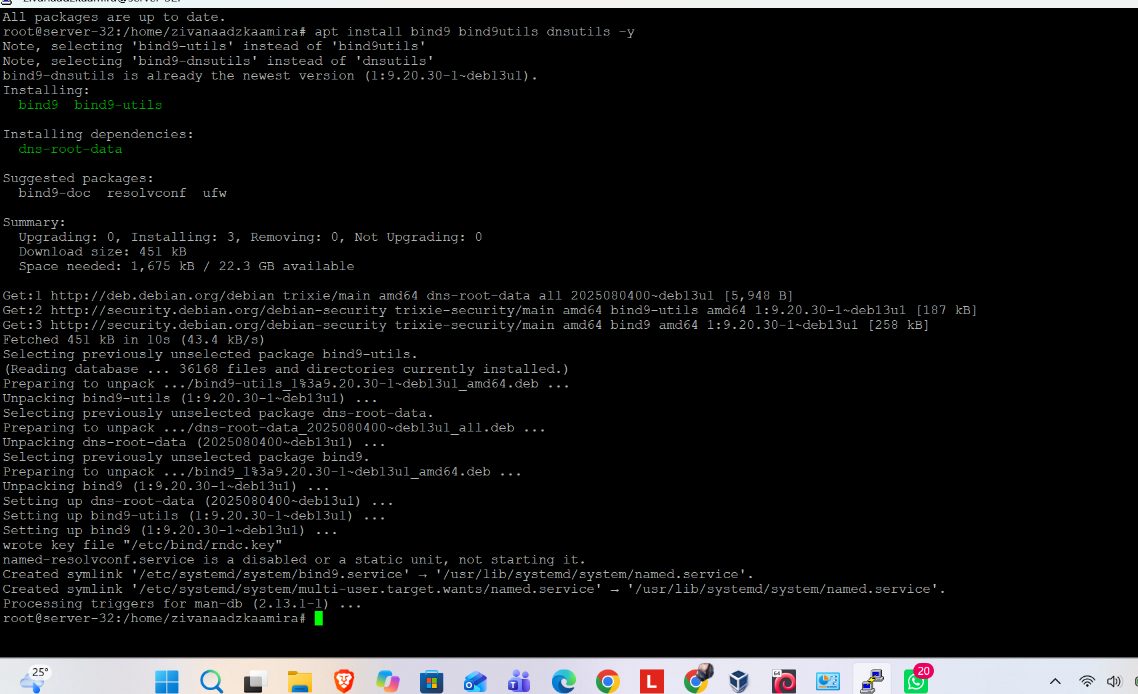 All packages are up to date.
root@server-32:/home/zivanaadzkaamira# apt install bind9 bind9utils dnsutils -y
Note, selecting 'bind9-utils' instead of 'bind9utils'
Note, selecting 'bind9-dnsutils' instead of 'dnsutils'
bind9-dnsutils is already the newest version (1:9.20.30-1~deb13u1).
Installing:
  bind9  bind9-utils

Installing dependencies:
  dns-root-data

Suggested packages:
  bind9-doc  resolvconf  ufw

Summary:
  Upgrading: 0, Installing: 3, Removing: 0, Not Upgrading: 0
  Download size: 451 kB
  Space needed: 1,675 kB / 22.3 GB available

Get:1 http://deb.debian.org/debian trixie/main amd64 dns-root-data all 2025080400~deb13u1 [5,948 B]
Get:2 http://security.debian.org/debian-security trixie-security/main amd64 bind9-utils amd64 1:9.20.30-1~deb13u1 [187 kB]
Get:3 http://security.debian.org/debian-security trixie-security/main amd64 bind9 amd64 1:9.20.30-1~deb13u1 [258 kB]
Fetched 451 kB in 10s (43.4 kB/s)
Selecting previously unselected package bind9-utils.
(Reading database ... 36168 files and directories currently installed.)
Preparing to unpack .../bind9-utils_1%3a9.20.30-1~deb13u1_amd64.deb ...
Unpacking bind9-utils (1:9.20.30-1~deb13u1) ...
Selecting previously unselected package dns-root-data.
Preparing to unpack .../dns-root-data_2025080400~deb13u1_all.deb ...
Unpacking dns-root-data (2025080400~deb13u1) ...
Selecting previously unselected package bind9.
Preparing to unpack .../bind9_1%3a9.20.30-1~deb13u1_amd64.deb ...
Unpacking bind9 (1:9.20.30-1~deb13u1) ...
Setting up dns-root-data (2025080400~deb13u1) ...
Setting up bind9-utils (1:9.20.30-1~deb13u1) ...
Setting up bind9 (1:9.20.30-1~deb13u1) ...
wrote key file "/etc/bind/rndc.key"
named-resolvconf.service is a disabled or a static unit, not starting it.
Created symlink '/etc/systemd/system/bind9.service' → '/usr/lib/systemd/system/named.service'.
Created symlink '/etc/systemd/system/multi-user.target.wants/named.service' → '/usr/lib/systemd/system/named.service'.
Processing triggers for man-db (2.13.1-1) ...
root@server-32:/home/zivanaadzkaamira#
25°
L
64
20